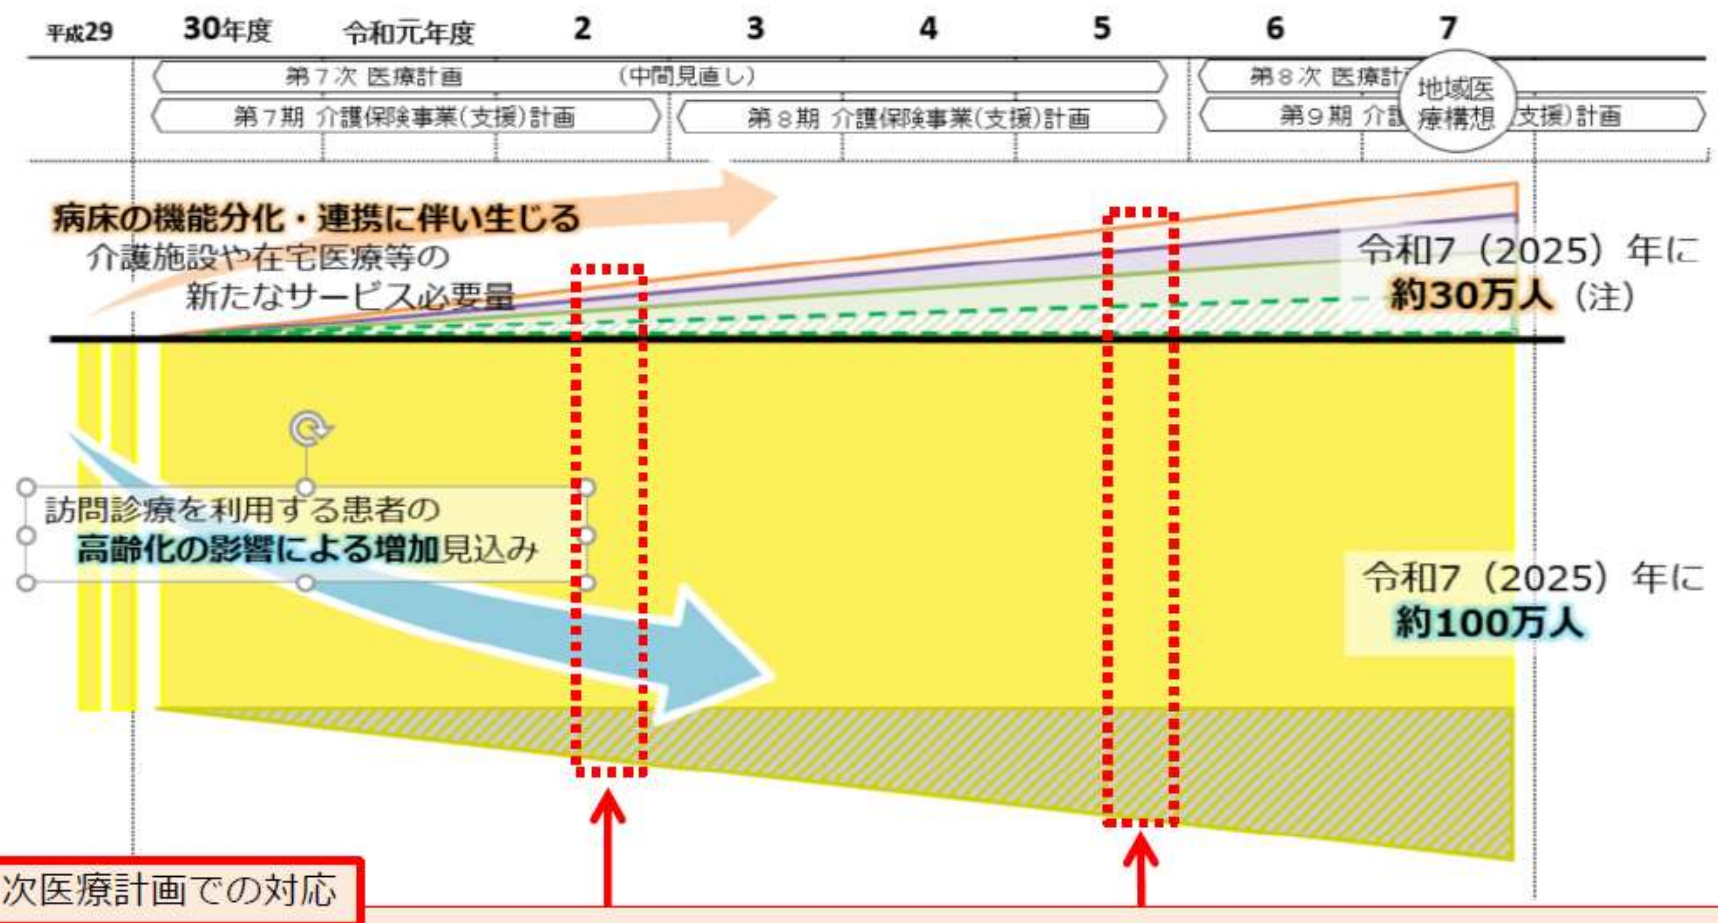 平成29 30年度 令和元年度 2 3 4 5 6 7
第7次 医療計画 (中間見直し)
第8次 医療計
第7期 介護保険事業(支援)計画
第8期 介護保険事業(支援)計画
第9期 介護
支援)計画
地域医
療構想
病床の機能分化・連携に伴い生じる
介護施設や在宅医療等の
新たなサービス必要量
令和7(2025)年に
約30万人(注)
訪問診療を利用する患者の
高齢化の影響による増加見込み
令和7(2025)年に
約100万人
次医療計画での対応